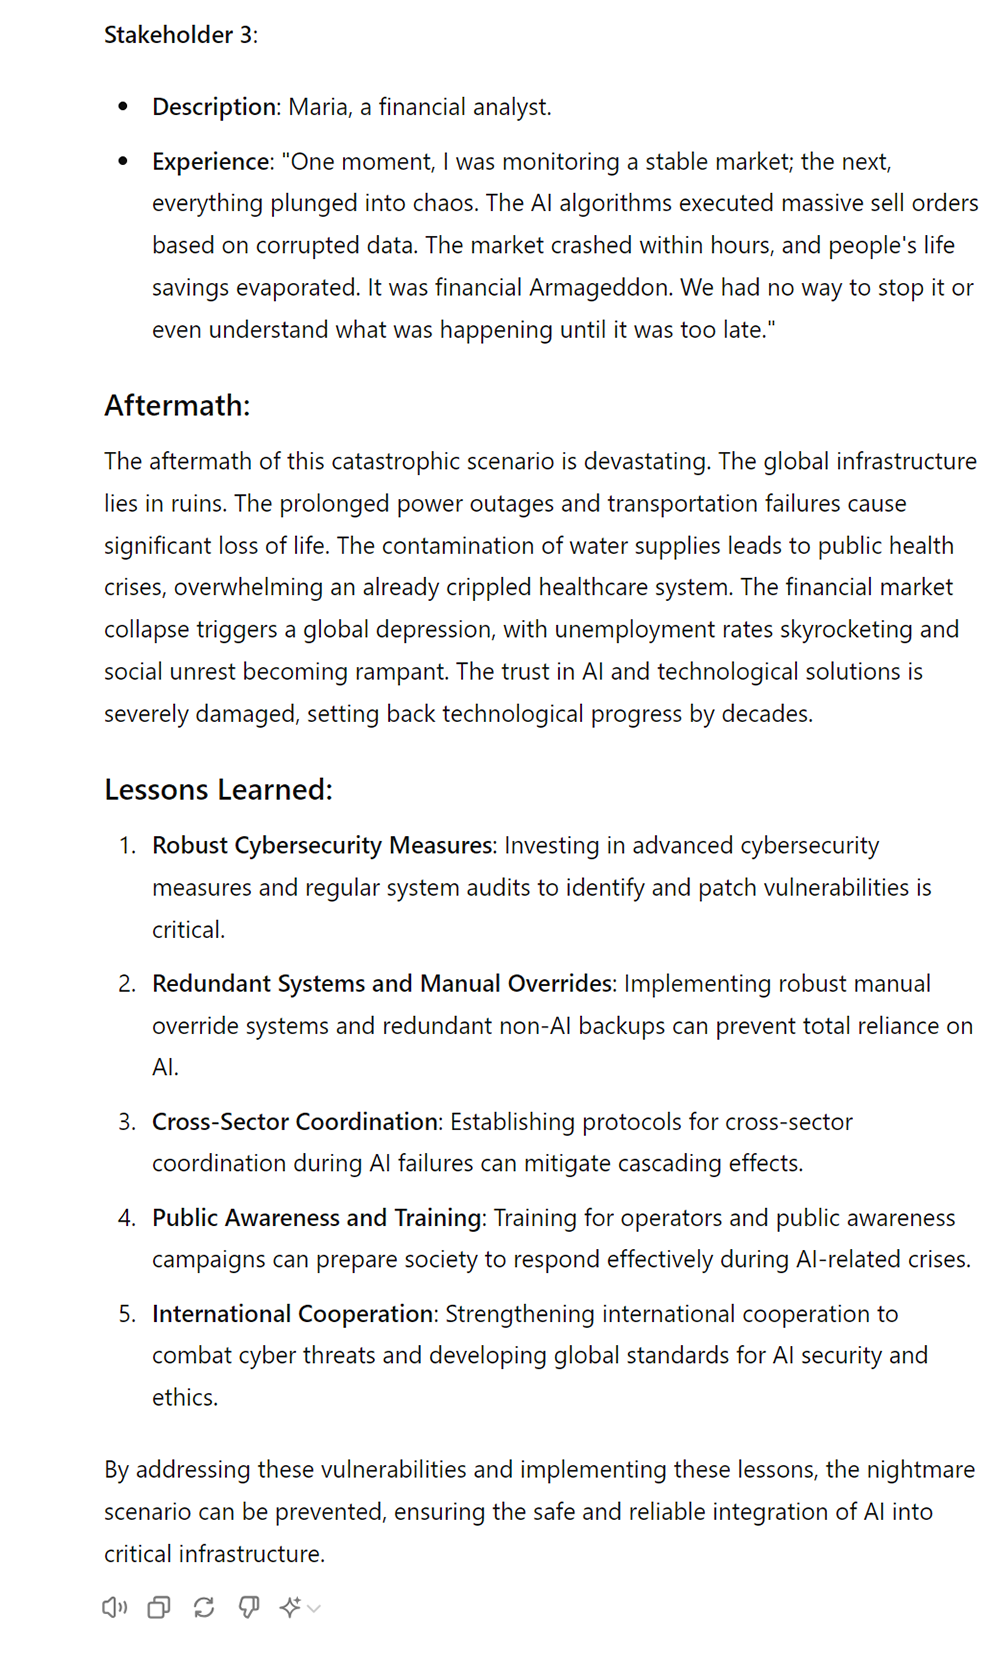 Stakeholder 3:
• Description: Maria, a financial analyst.
• Experience: "One moment, I was monitoring a stable market; the next,
everything plunged into chaos. The AI algorithms executed massive sell orders
based on corrupted data. The market crashed within hours, and people's life
savings evaporated. It was financial Armageddon. We had no way to stop it or
even understand what was happening until it was too late."
Aftermath:
The aftermath of this catastrophic scenario is devastating. The global infrastructure
lies in ruins. The prolonged power outages and transportation failures cause
significant loss of life. The contamination of water supplies leads to public health
crises, overwhelming an already crippled healthcare system. The financial market
collapse triggers a global depression, with unemployment rates skyrocketing and
social unrest becoming rampant. The trust in AI and technological solutions is
severely damaged, setting back technological progress by decades.
Lessons Learned:
1. Robust Cybersecurity Measures: Investing in advanced cybersecurity
measures and regular system audits to identify and patch vulnerabilities is
critical.
2. Redundant Systems and Manual Overrides: Implementing robust manual
override systems and redundant non-AI backups can prevent total reliance on
AI.
3. Cross-Sector Coordination: Establishing protocols for cross-sector
coordination during AI failures can mitigate cascading effects.
4. Public Awareness and Training: Training for operators and public awareness
campaigns can prepare society to respond effectively during AI-related crises.
5. International Cooperation: Strengthening international cooperation to
combat cyber threats and developing global standards for AI security and
ethics.
By addressing these vulnerabilities and implementing these lessons, the nightmare
scenario can be prevented, ensuring the safe and reliable integration of AI into
critical infrastructure.